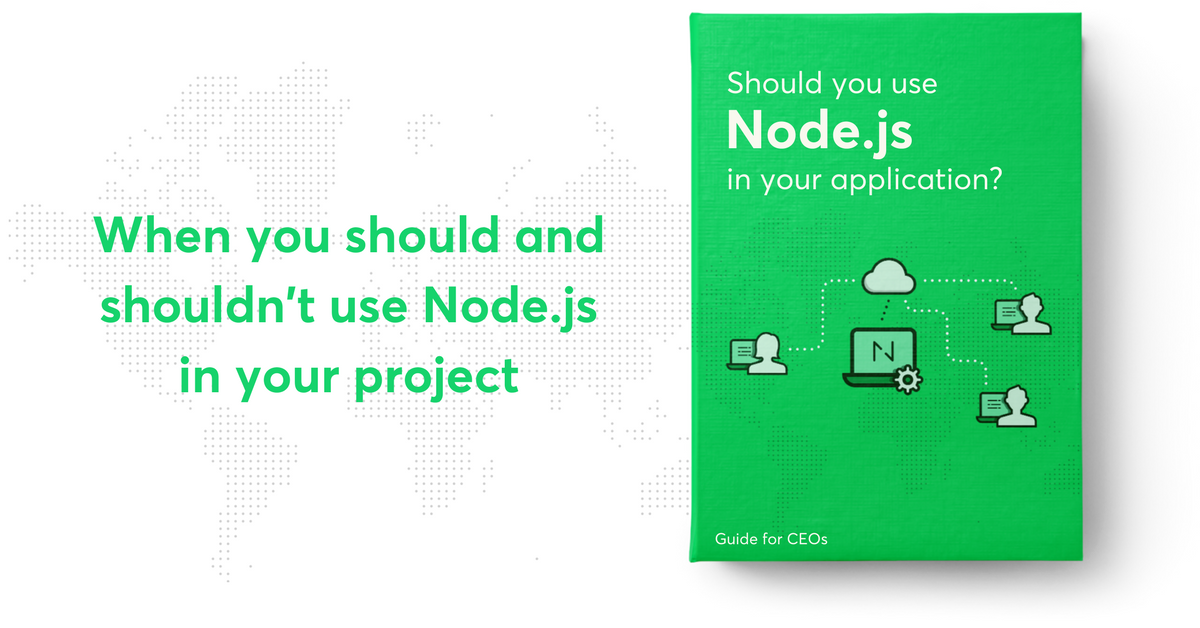 When you should and
shouldn't use Node.js
in your project
Should you use
Node.js
in your application?
N
Guide for CEOs